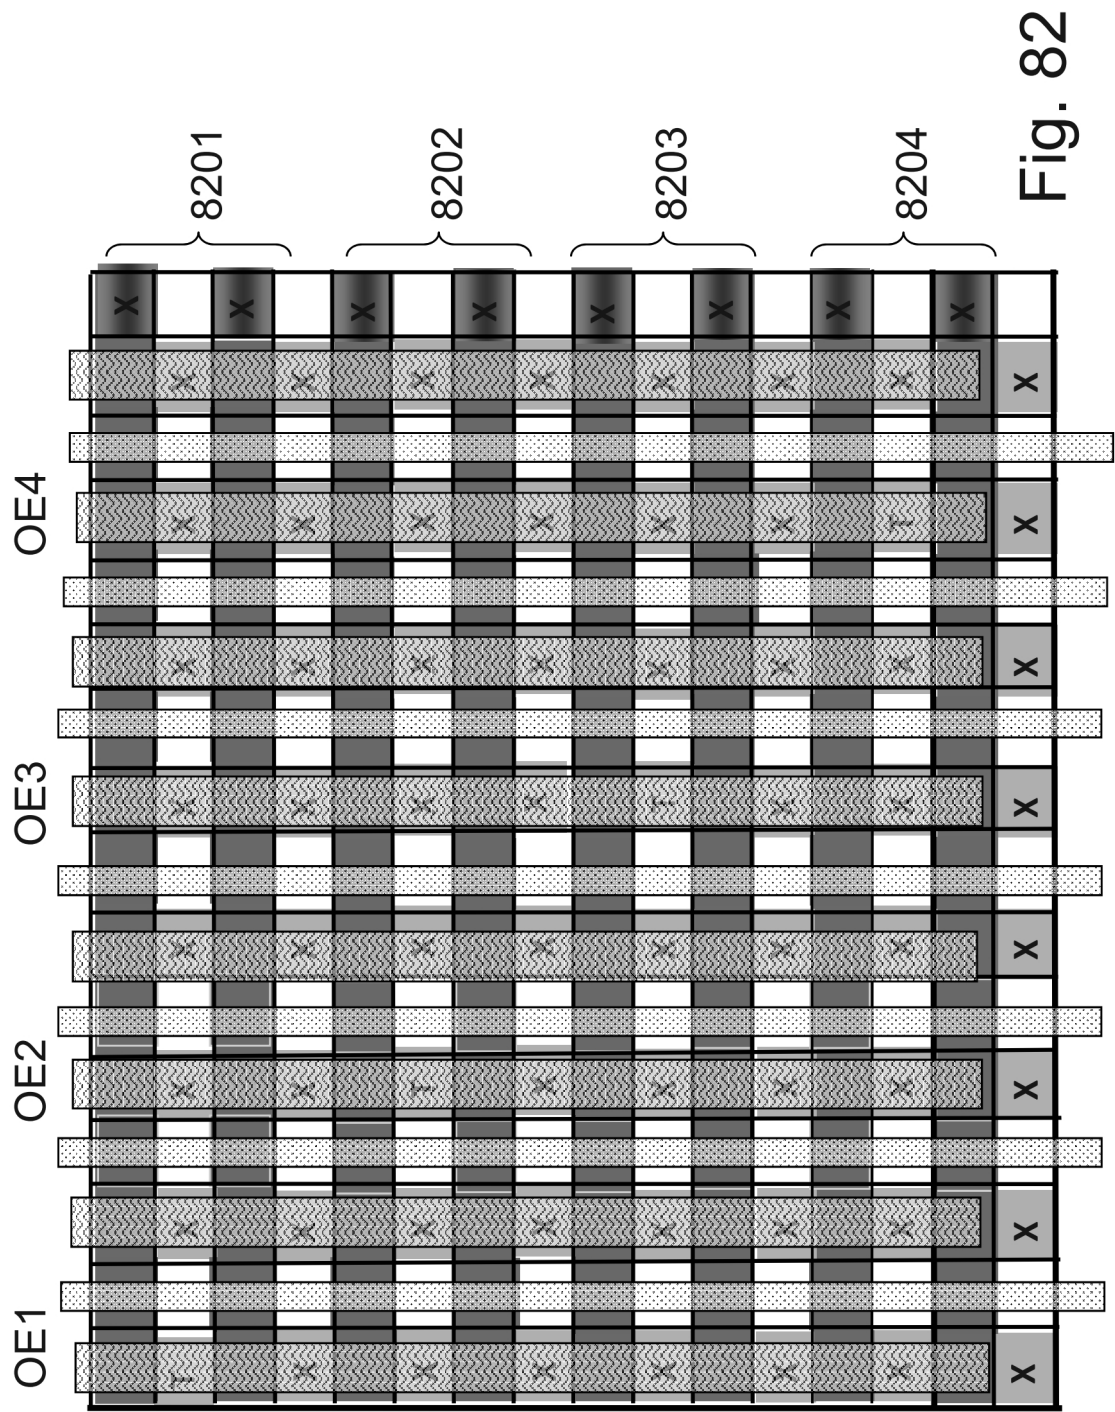 OE1 OE2 OE3 OE4
X
T X X X X X X X 8201
X
X X X X X X X X
X
X X T X X X X X 8202
X
X X X X X X X X
X
X X X X T X X X 8203
X
X X X X X X X X
X
X X X X X X T X 8204
X
X X X X X X X X
Fig. 82